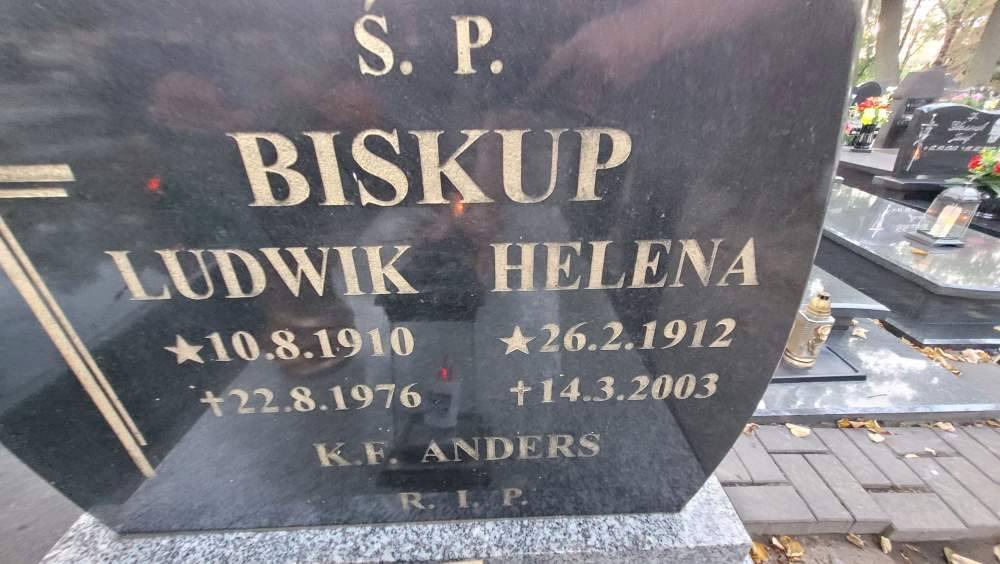 Ś. P.
BISKUP
LUDWIK HELENA
★10.8.1910 ★26.2.1912
✝22.8.1976 ✝14.3.2003
K.F. ANDERS
R. I. P.